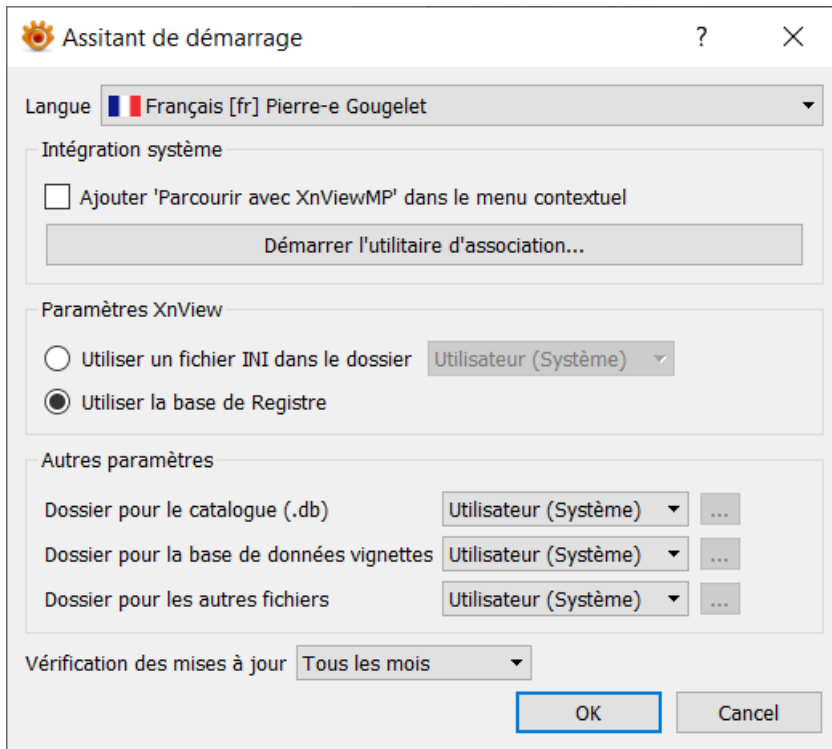 Assitant de démarrage
?
Langue Français [fr] Pierre-e Gougelet
Intégration système
Ajouter 'Parcourir avec XnViewMP' dans le menu contextuel
Démarrer l'utilitaire d'association...
Paramètres XnView
Utiliser un fichier INI dans le dossier Utilisateur (Système)
Utiliser la base de Registre
Autres paramètres
Dossier pour le catalogue (.db) Utilisateur (Système) ...
Dossier pour la base de données vignettes Utilisateur (Système) ...
Dossier pour les autres fichiers Utilisateur (Système) ...
Vérification des mises à jour Tous les mois
OK Cancel